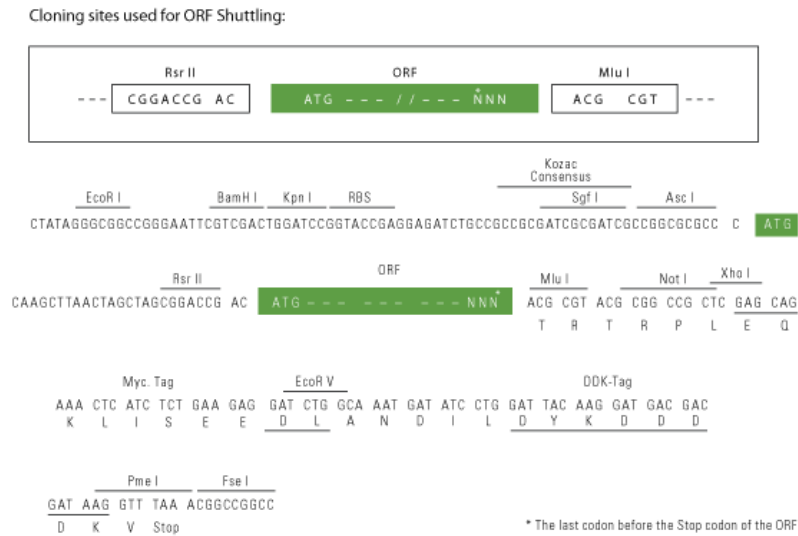 Cloning sites used for ORF Shuttling:
Rsr II ORF Mlu I
--- CGGACCG AC ATG --- // --- NNN* ACG CGT ---
Kozac
Consensus
EcoR I BamH I Kpn I RBS Sgf I Asc I
CTATAGGGCGGCCGGGAATTCGTCGACTGGATCCGGTACCGAGGAGATCTGCCGCCGCGATCGCGATCGCCGGCGCGCC C ATG
Rsr II ORF Mlu I Not I Xho I
CAAGCTTAACTAGCTAGCGGACCG AC ATG --- --- --- NNN* ACG CGT ACG CGG CCG CTC GAG CAG
T R T R P L E Q
Myc. Tag EcoR V DDK-Tag
AAA CTC ATC TCT GAA GAG GAT CTG GCA AAT GAT ATC CTG GAT TAC AAG GAT GAC GAC
K L I S E E D L A N D I L D Y K D D D
Pme I Fse I
GAT AAG GTT TAA ACGGCCGGCC
D K V Stop
* The last codon before the Stop codon of the ORF